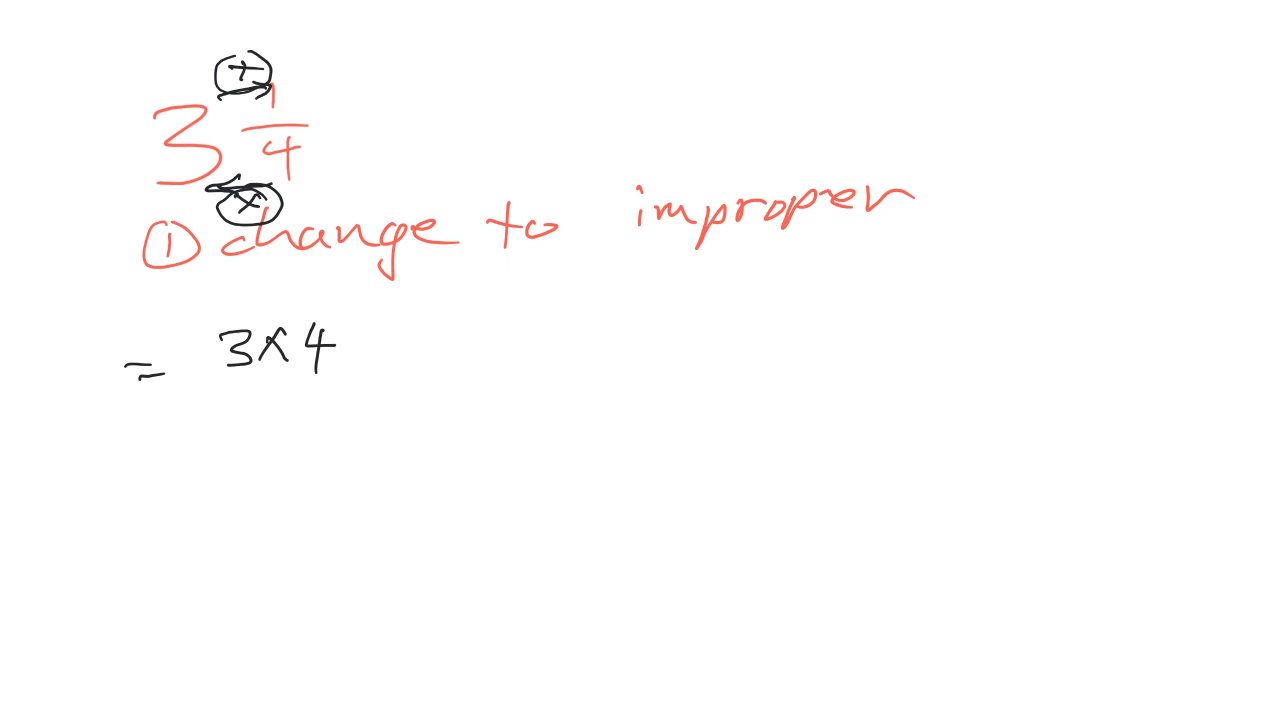 3 1/4
+
×
① change to improper
= 3×4